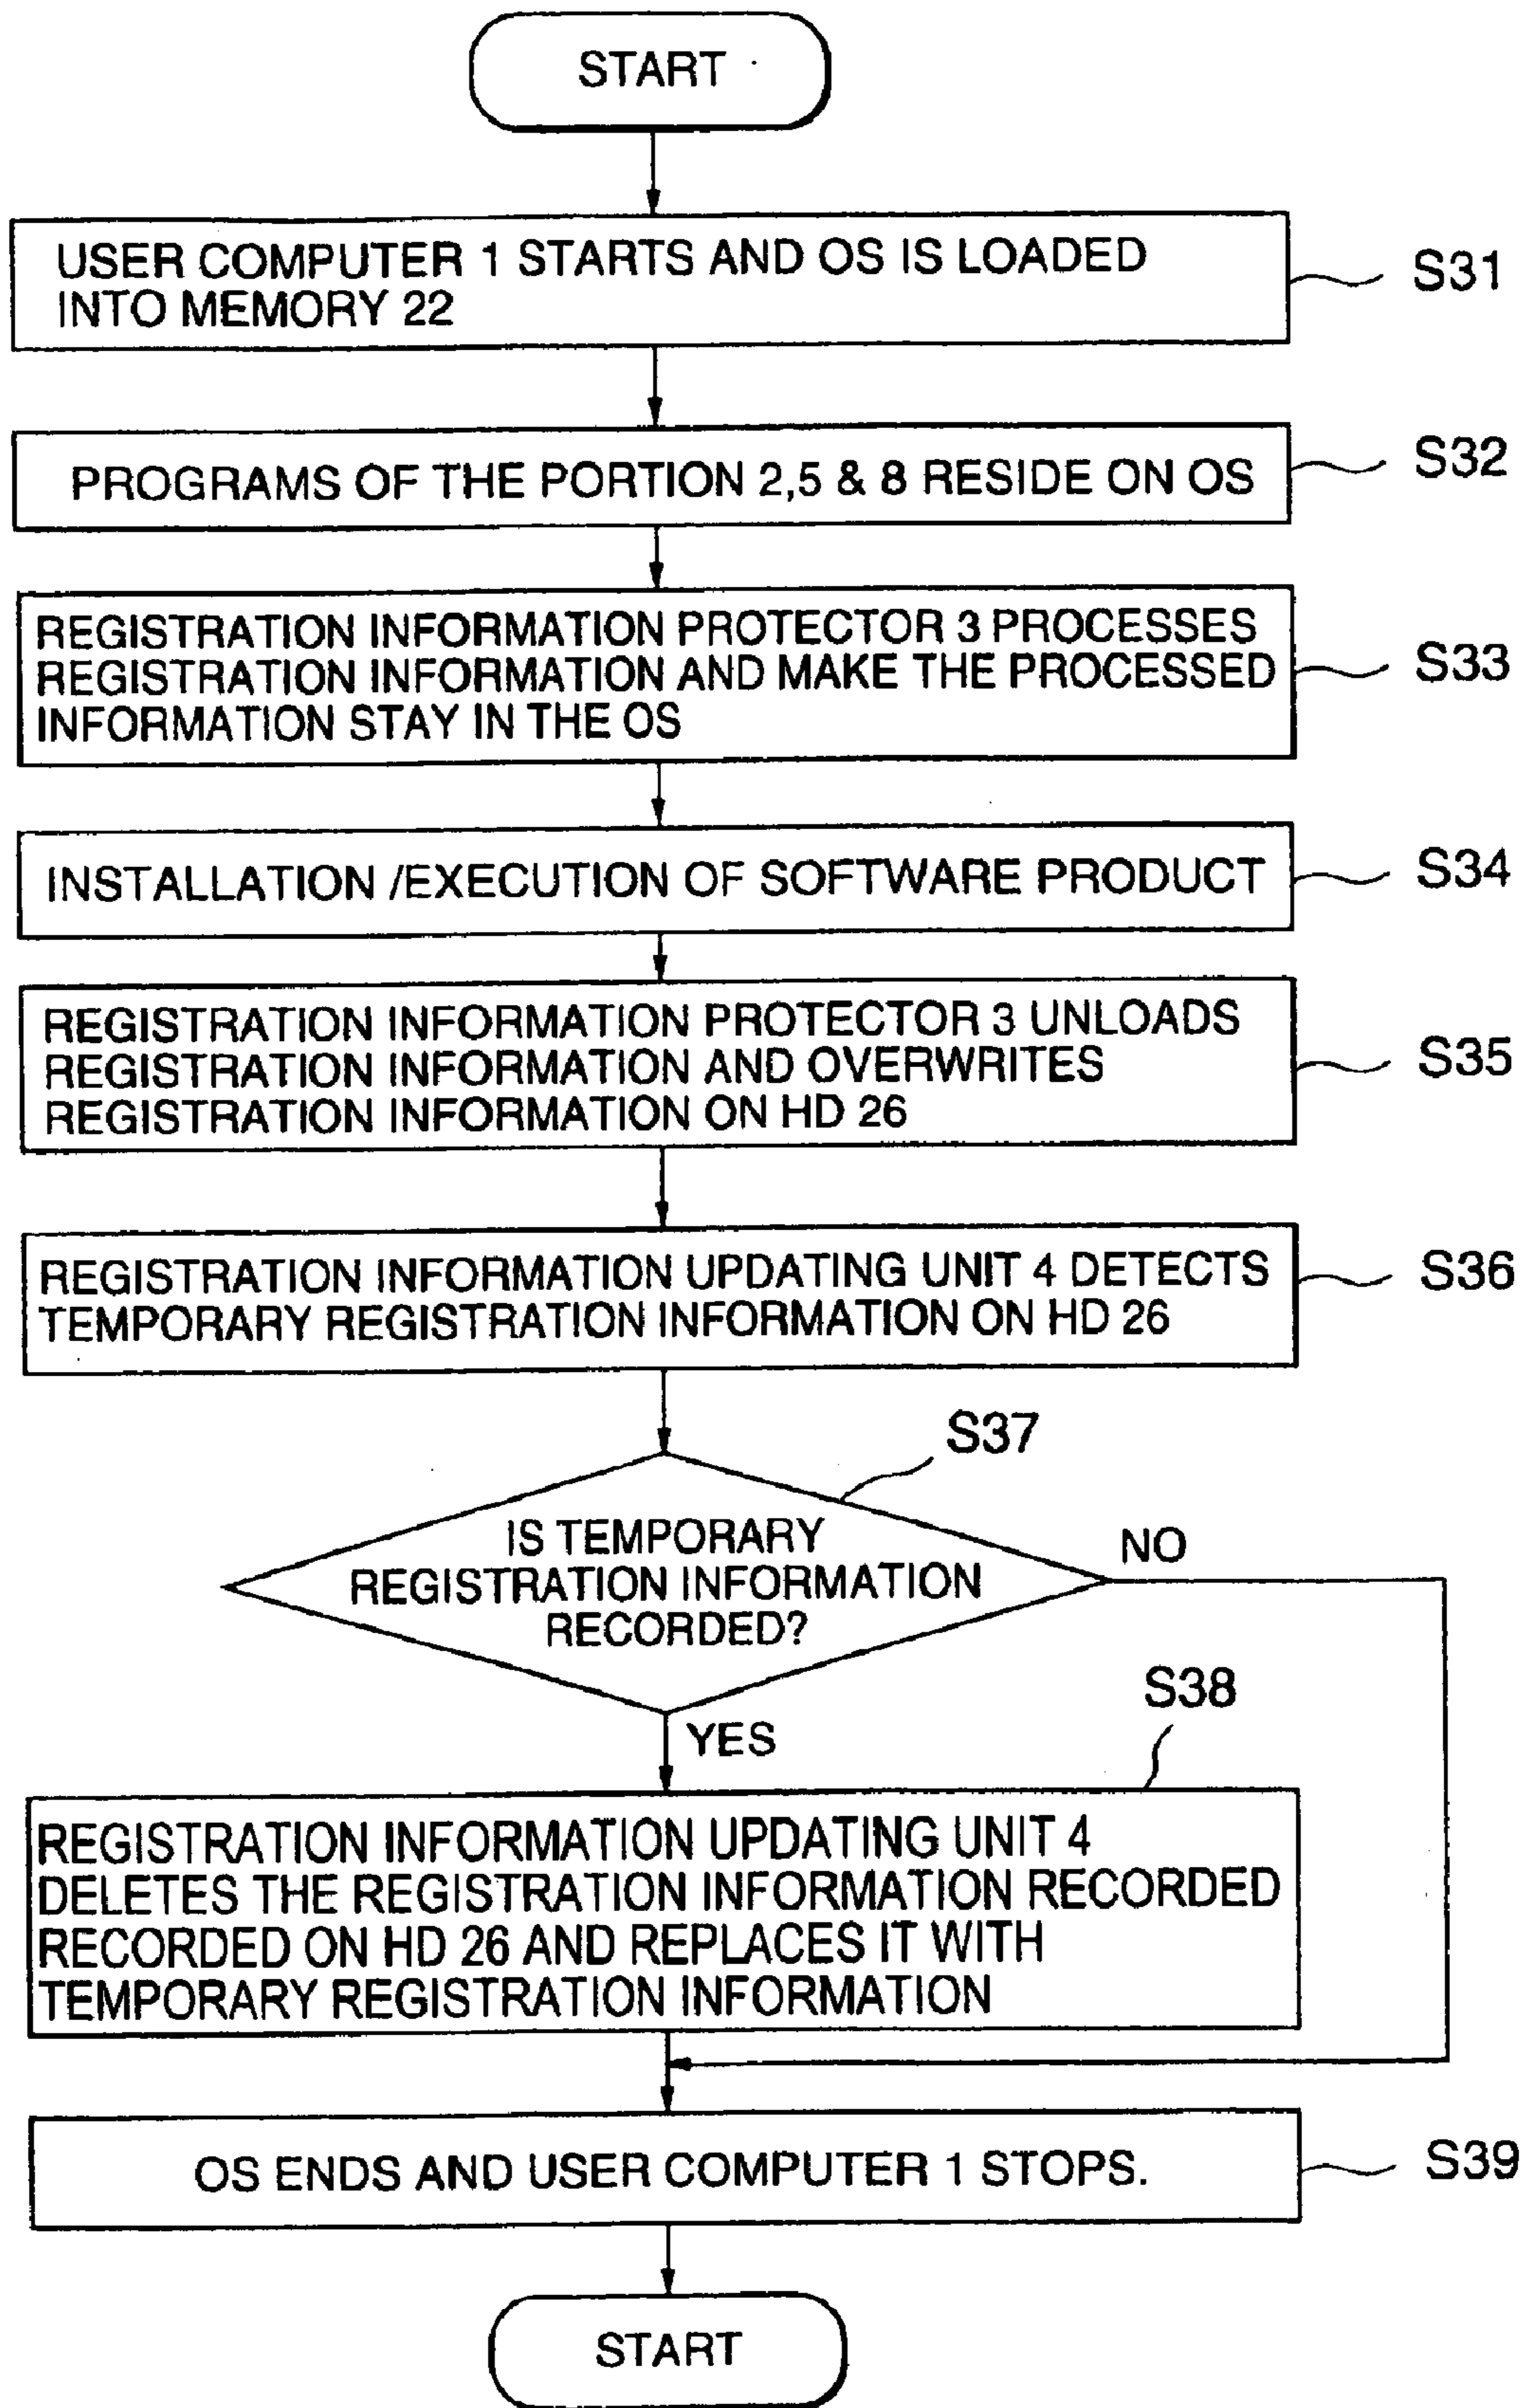 START
USER COMPUTER 1 STARTS AND OS IS LOADED
INTO MEMORY 22
S31
PROGRAMS OF THE PORTION 2,5 & 8 RESIDE ON OS
S32
REGISTRATION INFORMATION PROTECTOR 3 PROCESSES
REGISTRATION INFORMATION AND MAKE THE PROCESSED
INFORMATION STAY IN THE OS
S33
INSTALLATION /EXECUTION OF SOFTWARE PRODUCT
S34
REGISTRATION INFORMATION PROTECTOR 3 UNLOADS
REGISTRATION INFORMATION AND OVERWRITES
REGISTRATION INFORMATION ON HD 26
S35
REGISTRATION INFORMATION UPDATING UNIT 4 DETECTS
TEMPORARY REGISTRATION INFORMATION ON HD 26
S36
S37
IS TEMPORARY
REGISTRATION INFORMATION
RECORDED?
NO
YES
S38
REGISTRATION INFORMATION UPDATING UNIT 4
DELETES THE REGISTRATION INFORMATION RECORDED
RECORDED ON HD 26 AND REPLACES IT WITH
TEMPORARY REGISTRATION INFORMATION
OS ENDS AND USER COMPUTER 1 STOPS.
S39
START